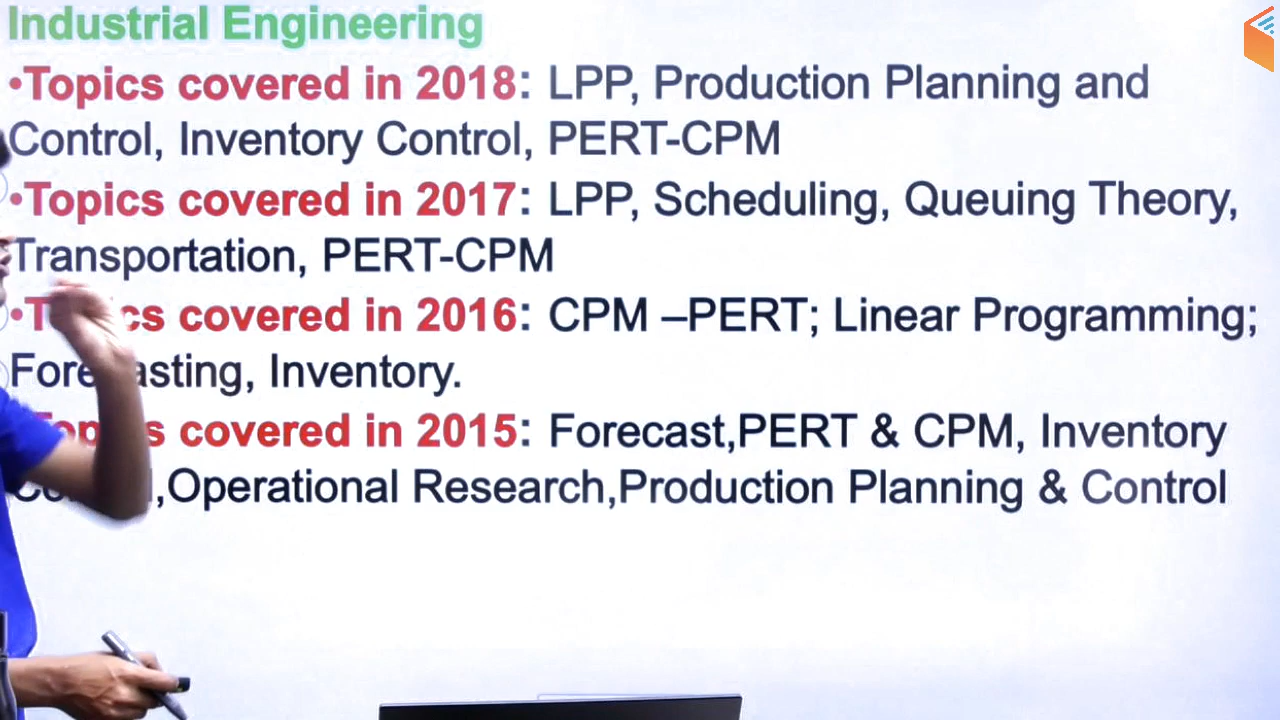 Industrial Engineering
•Topics covered in 2018: LPP, Production Planning and
Control, Inventory Control, PERT-CPM
•Topics covered in 2017: LPP, Scheduling, Queuing Theory,
Transportation, PERT-CPM
• covered in 2016: CPM –PERT; Linear Programming;
Forecasting, Inventory.
covered in 2015: Forecast,PERT & CPM, Inventory
,Operational Research,Production Planning & Control